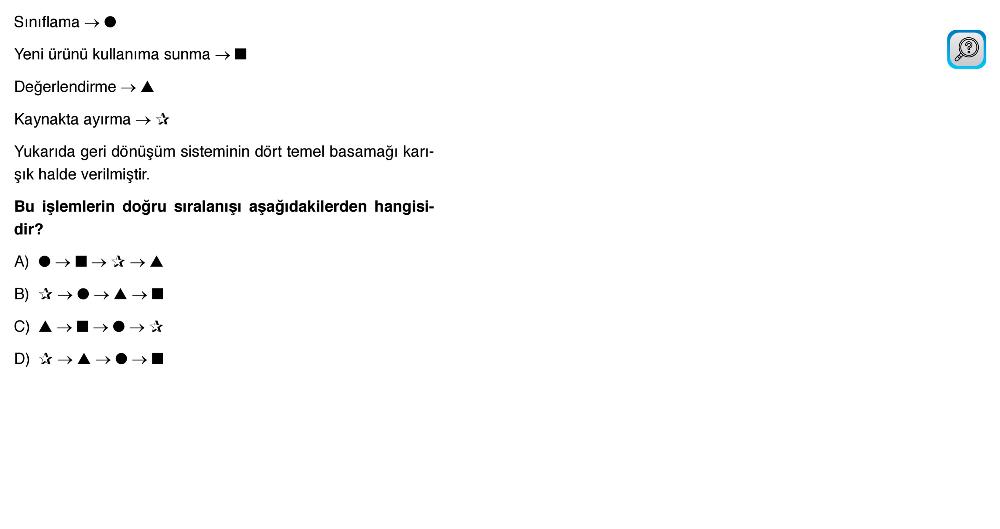 Sınıflama → ●
Yeni ürünü kullanıma sunma → ■
Değerlendirme → ▲
Kaynakta ayırma → ✰
Yukarıda geri dönüşüm sisteminin dört temel basamağı karı-
şık halde verilmiştir.
Bu işlemlerin doğru sıralanışı aşağıdakilerden hangisi-
dir?
A) ● → ■ → ✰ → ▲
B) ✰ → ● → ▲ → ■
C) ▲ → ■ → ● → ✰
D) ✰ → ▲ → ● → ■